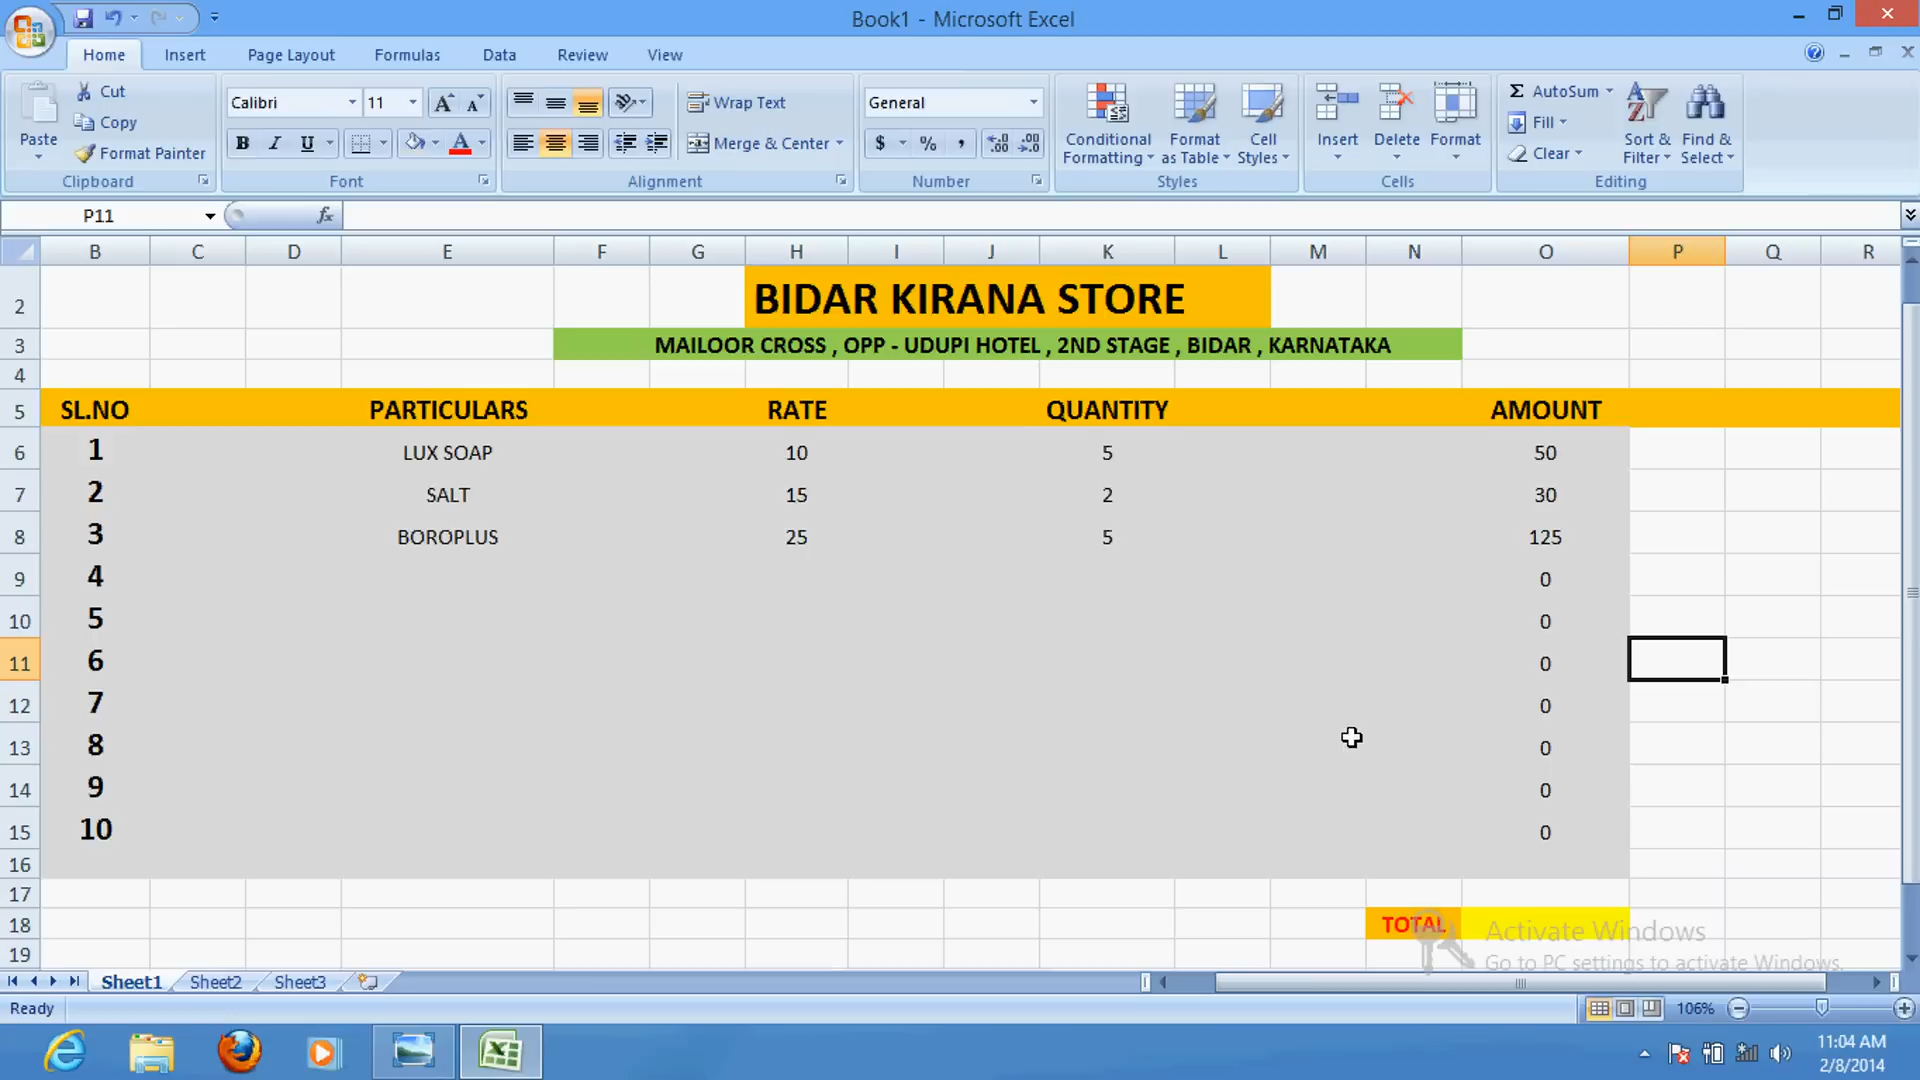 Book1 - Microsoft Excel
Home Insert Page Layout Formulas Data Review View
Paste Cut Copy Format Painter Clipboard
Calibri 11 B I U A Font
Wrap Text Merge & Center Alignment
General $ % , Number
Conditional Formatting Format as Table Cell Styles Styles
Insert Delete Format Cells
Σ AutoSum Fill Clear Sort & Filter Find & Select Editing
P11 fx
B C D E F G H I J K L M N O P Q R
2 BIDAR KIRANA STORE
3 MAILOOR CROSS , OPP - UDUPI HOTEL , 2ND STAGE , BIDAR , KARNATAKA
4
5 SL.NO PARTICULARS RATE QUANTITY AMOUNT
6 1 LUX SOAP 10 5 50
7 2 SALT 15 2 30
8 3 BOROPLUS 25 5 125
9 4 0
10 5 0
11 6 0
12 7 0
13 8 0
14 9 0
15 10 0
16
17
18 TOTAL Activate Windows
19 Go to PC settings to activate Windows.
Sheet1 Sheet2 Sheet3
Ready 106%
11:04 AM
2/8/2014